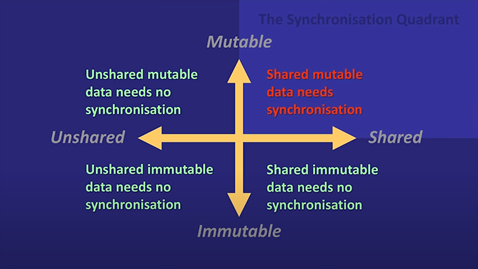 The Synchronisation Quadrant
Mutable
Unshared mutable
data needs no
synchronisation
Shared mutable
data needs
synchronisation
Unshared
Shared
Unshared immutable
data needs no
synchronisation
Shared immutable
data needs no
synchronisation
Immutable